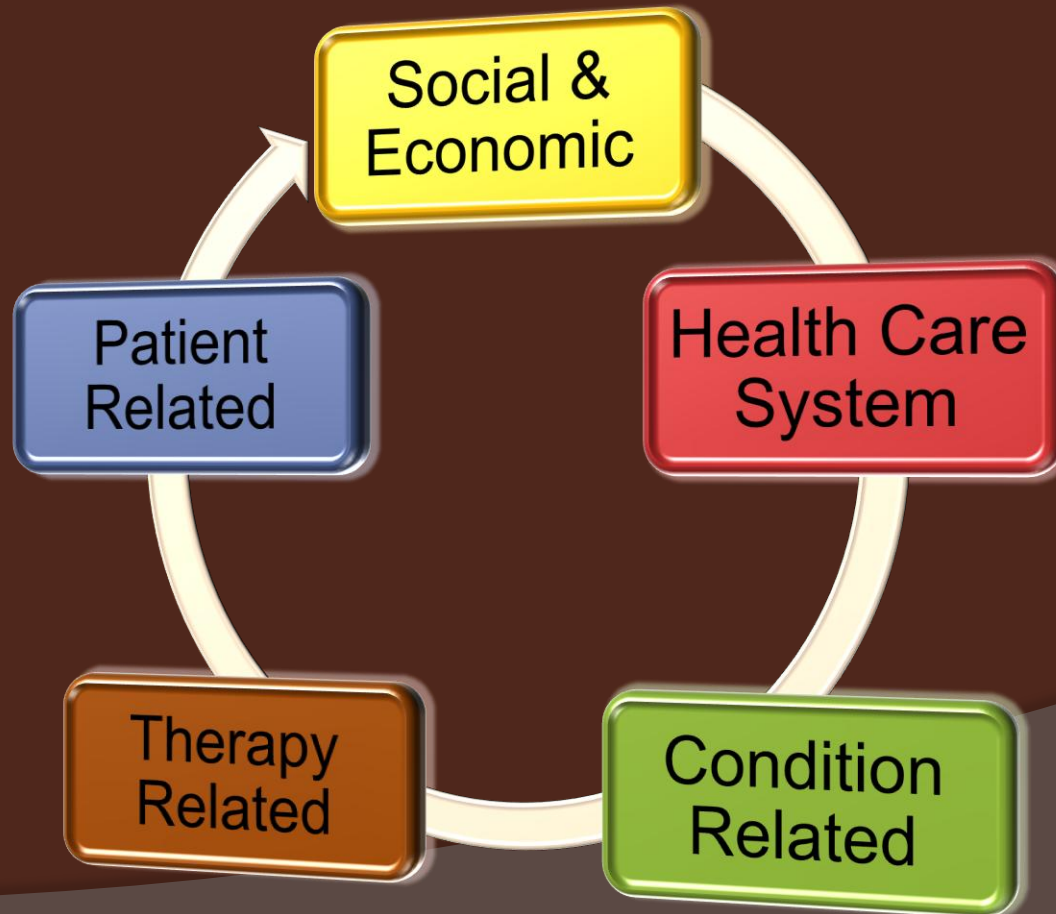 Social &
Economic
Health Care
System
Condition
Related
Therapy
Related
Patient
Related